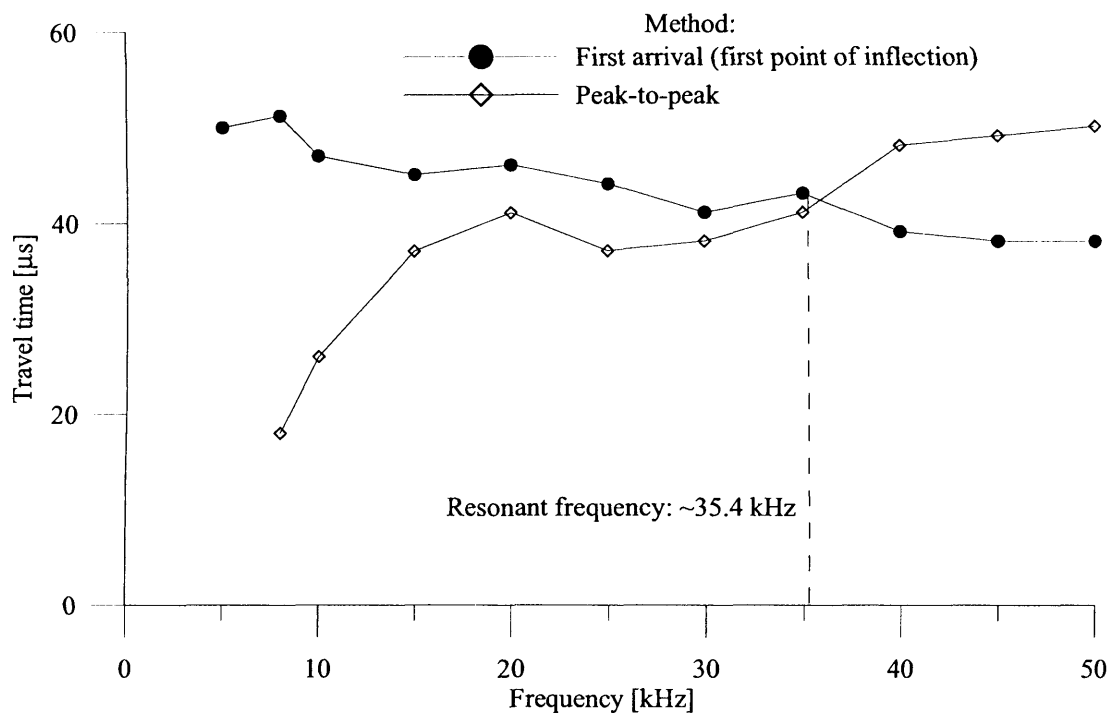 Method:
First arrival (first point of inflection)
Peak-to-peak
60
40
20
0
Travel time [µs]
Resonant frequency: ~35.4 kHz
0 10 20 30 40 50
Frequency [kHz]